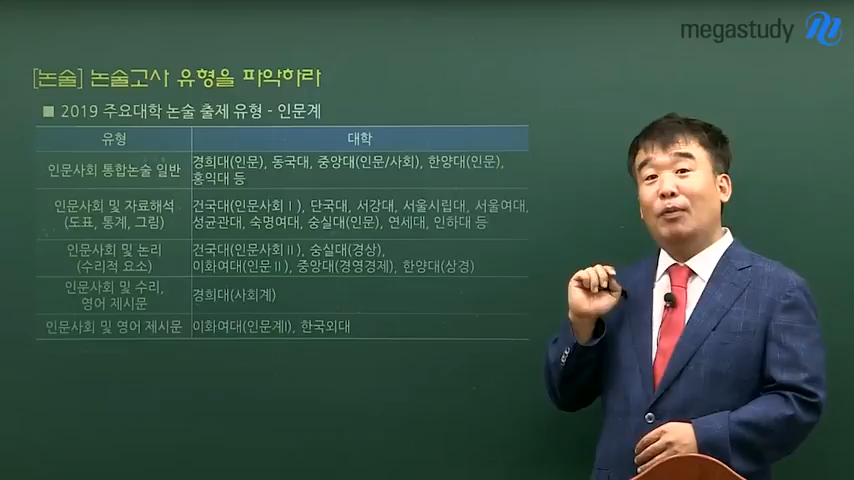 megastudy
[논술] 논술고사 유형을 파악하라
■ 2019 주요대학 논술 출제 유형 - 인문계
유형 대학
인문사회 통합논술 일반 경희대(인문), 동국대, 중앙대(인문/사회), 한양대(인문),
홍익대 등
인문사회 및 자료해석 건국대(인문사회Ⅰ), 단국대, 서강대, 서울시립대, 서울여대,
(도표, 통계, 그림) 성균관대, 숙명여대, 숭실대(인문), 연세대, 인하대 등
인문사회 및 논리 건국대(인문사회Ⅱ), 숭실대(경상),
(수리적 요소) 이화여대(인문Ⅱ), 중앙대(경영경제), 한양대(상경)
인문사회 및 수리, 경희대(사회계)
영어 제시문
인문사회 및 영어 제시문 이화여대(인문계Ⅰ), 한국외대